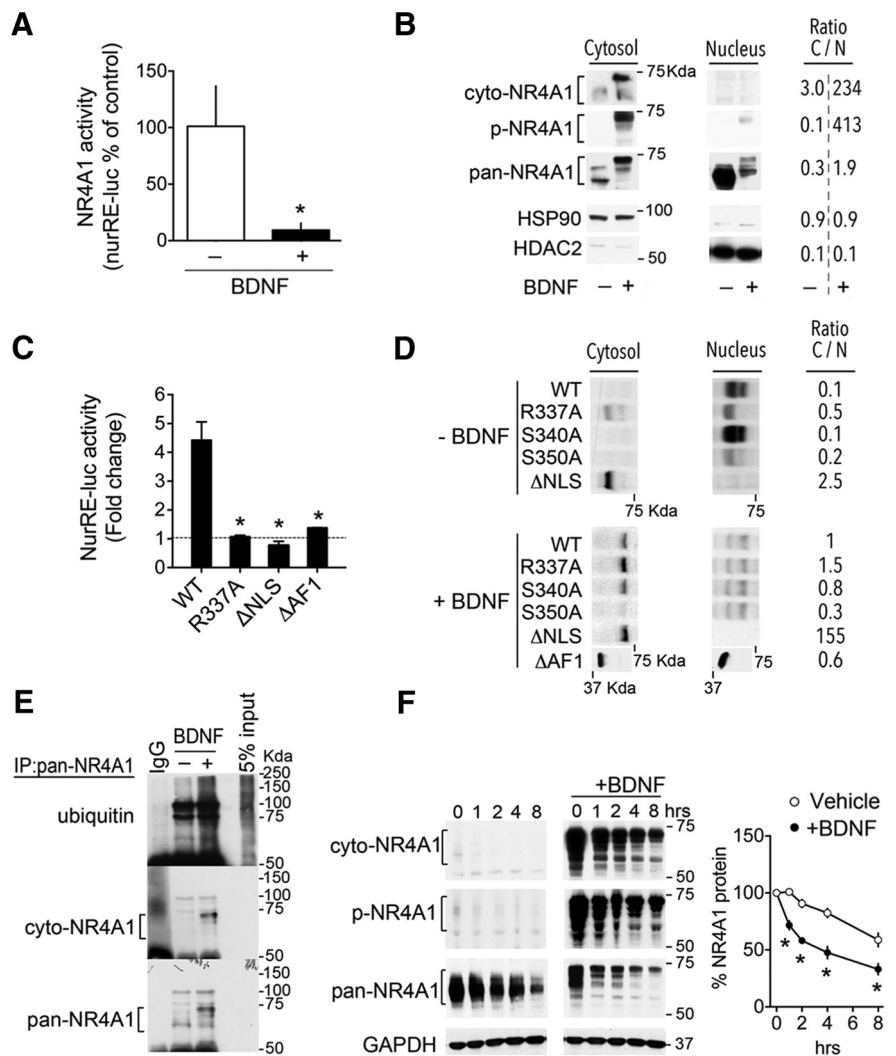 A
NR4A1 activity
(nurRE-luc % of control)
150
100
50
0
*
– +
BDNF
B
Cytosol Nucleus Ratio
C / N
cyto-NR4A1 75Kda 3.0 234
p-NR4A1 0.1 413
pan-NR4A1 75 0.3 1.9
HSP90 100 0.9 0.9
HDAC2 50 0.1 0.1
BDNF – + – + – +
C
NurRE-luc activity
(Fold change)
6
5
4
3
2
1
0
* * *
WT R337A ΔNLS ΔAF1
D
Cytosol Nucleus Ratio
C / N
- BDNF
WT 0.1
R337A 0.5
S340A 0.1
S350A 0.2
ΔNLS 2.5
75 Kda 75
+ BDNF
WT 1
R337A 1.5
S340A 0.8
S350A 0.3
ΔNLS 155
ΔAF1 75 Kda 75 0.6
37 Kda 37
E
IgG BDNF 5% input
IP:pan-NR4A1 – + Kda
ubiquitin
250
150
100
75
50
cyto-NR4A1
150
100
75
50
pan-NR4A1
150
100
75
50
F
+BDNF
0 1 2 4 8 0 1 2 4 8 hrs
cyto-NR4A1 75
50
p-NR4A1 75
50
pan-NR4A1 75
50
GAPDH 37
Vehicle
+BDNF
% NR4A1 protein
150
100
50
0
* * * *
0 2 4 6 8
hrs